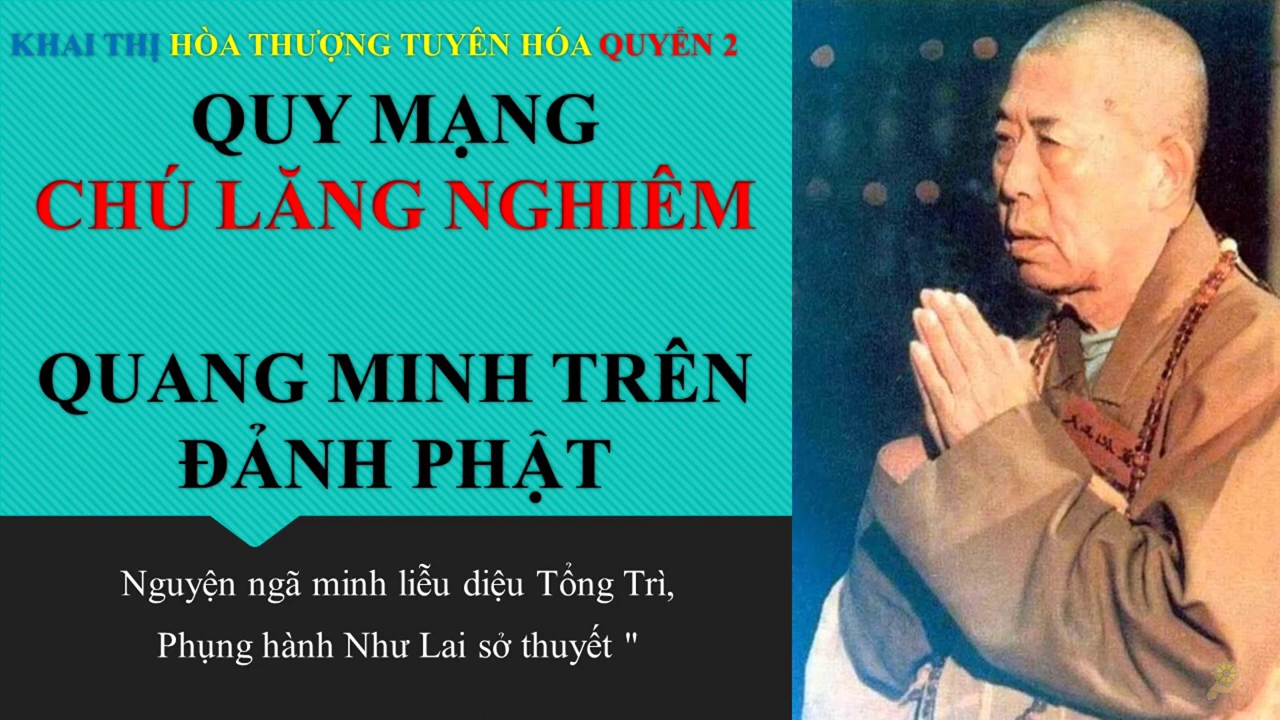 KHAI THỊ HÒA THƯỢNG TUYÊN HÓA QUYỂN 2
QUY MẠNG
CHÚ LĂNG NGHIÊM
QUANG MINH TRÊN
ĐẢNH PHẬT
Nguyện ngã minh liễu diệu Tổng Trì,
Phụng hành Như Lai sở thuyết "